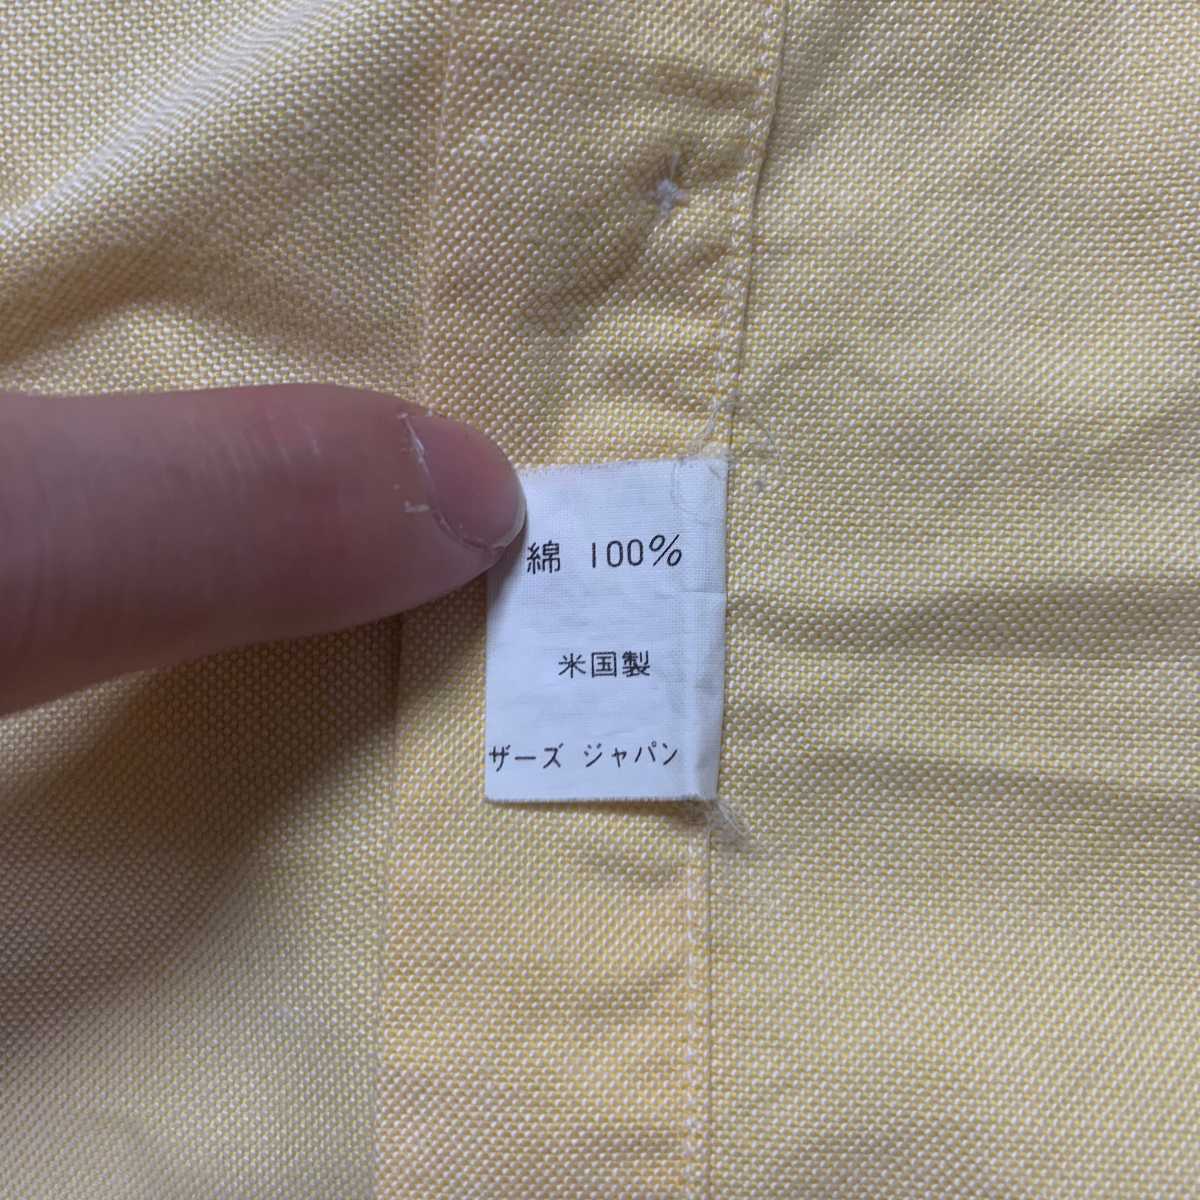 綿 100%
米国製
ザーズ ジャパン